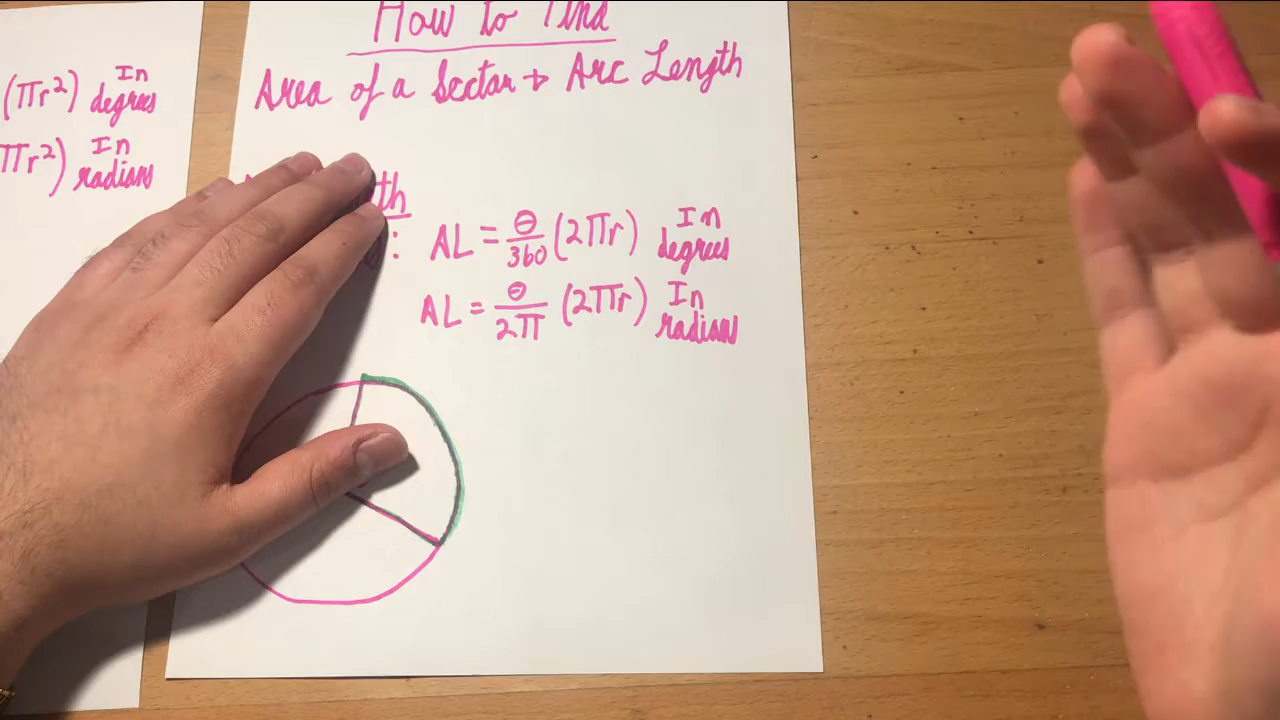 (πr²) In degrees
πr²) In radians
How to Find
Area of a Sector + Arc Length
th
: AL = θ/360 (2πr) In degrees
AL = θ/2π (2πr) In radians